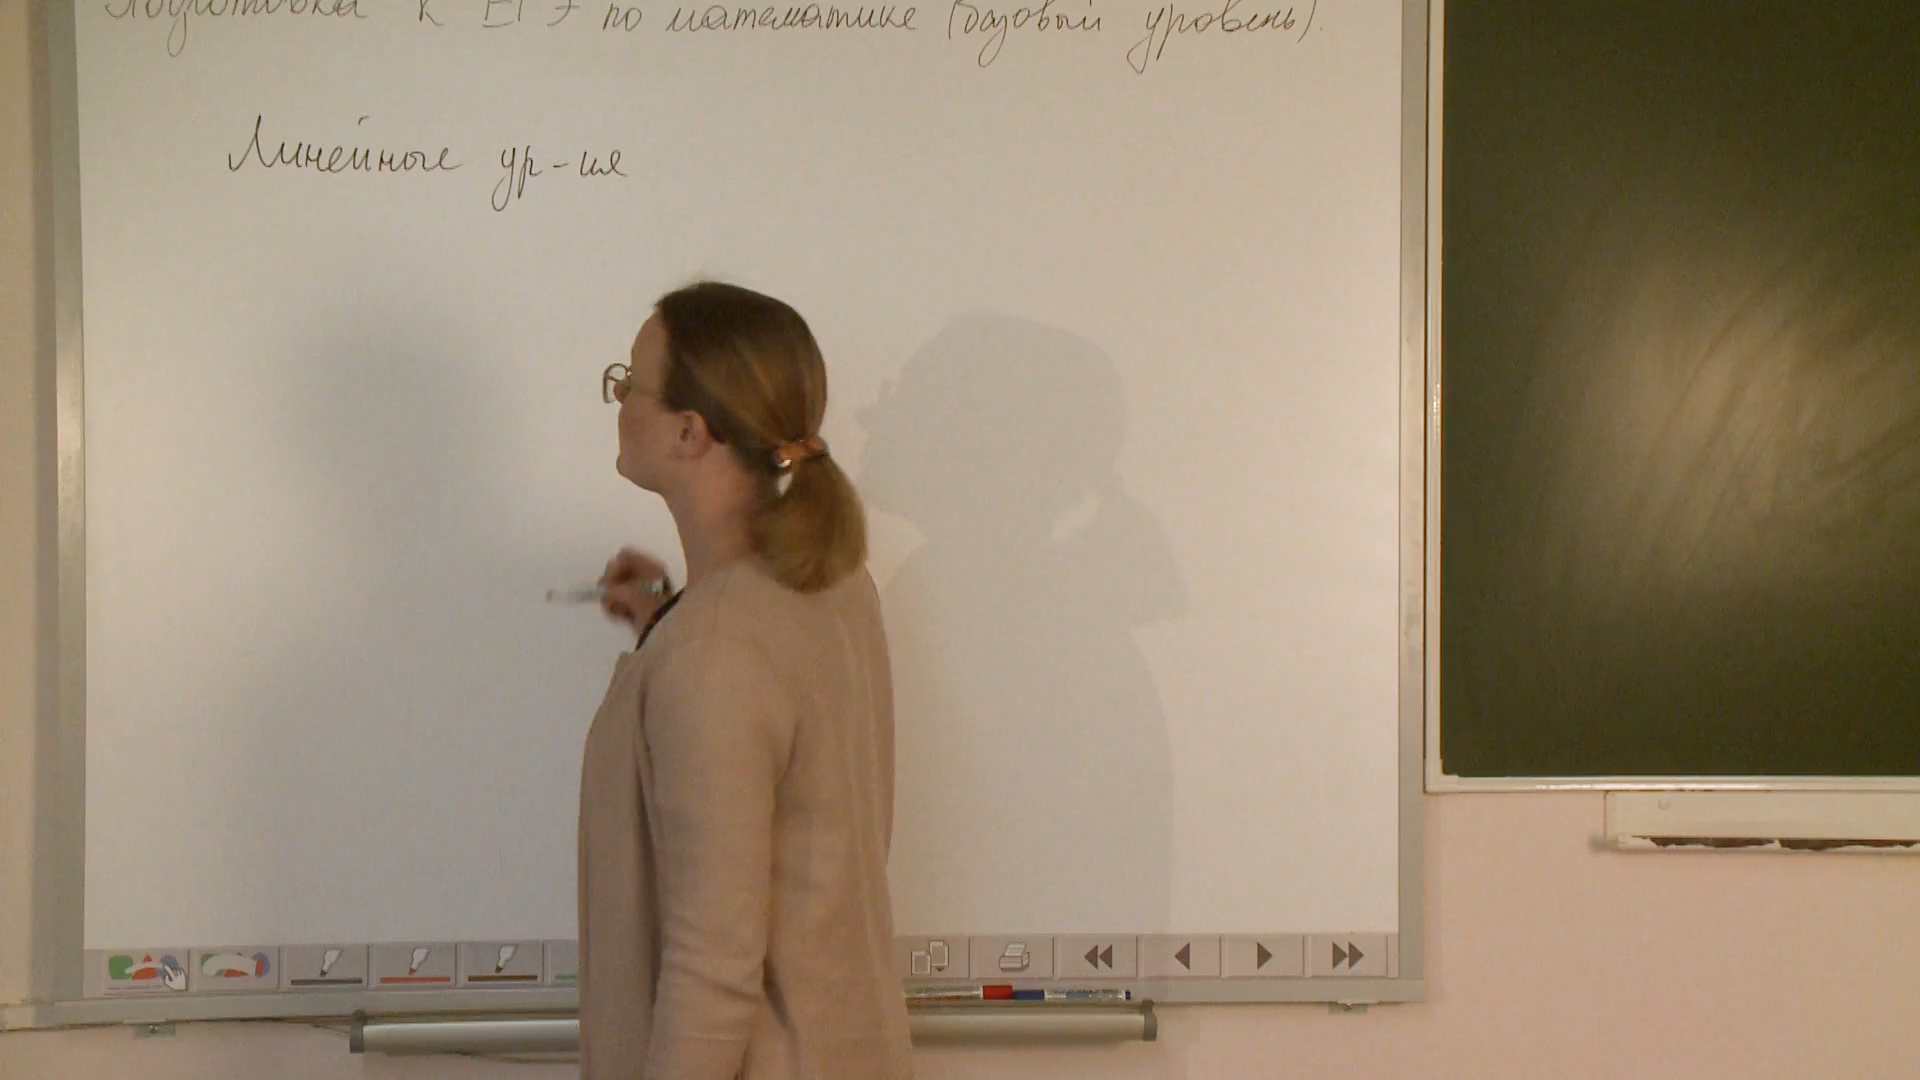 Подготовка к ЕГЭ по математике (базовый уровень).
Линейные ур-ия